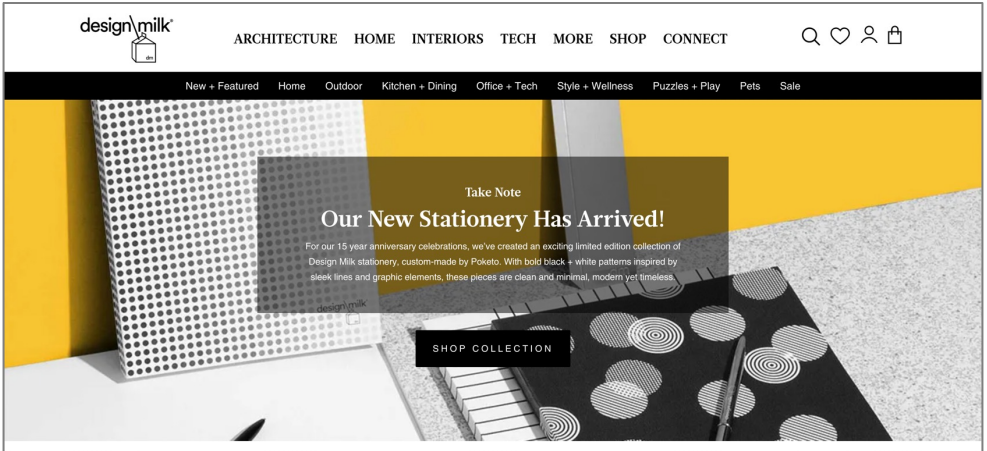 design\milk®
dm
ARCHITECTURE HOME INTERIORS TECH MORE SHOP CONNECT
New + Featured Home Outdoor Kitchen + Dining Office + Tech Style + Wellness Puzzles + Play Pets Sale
Take Note
Our New Stationery Has Arrived!
For our 15 year anniversary celebrations, we've created an exciting limited edition collection of
Design Milk stationery, custom-made by Poketo. With bold black + white patterns inspired by
sleek lines and graphic elements, these pieces are clean and minimal, modern yet timeless.
design\milk
SHOP COLLECTION